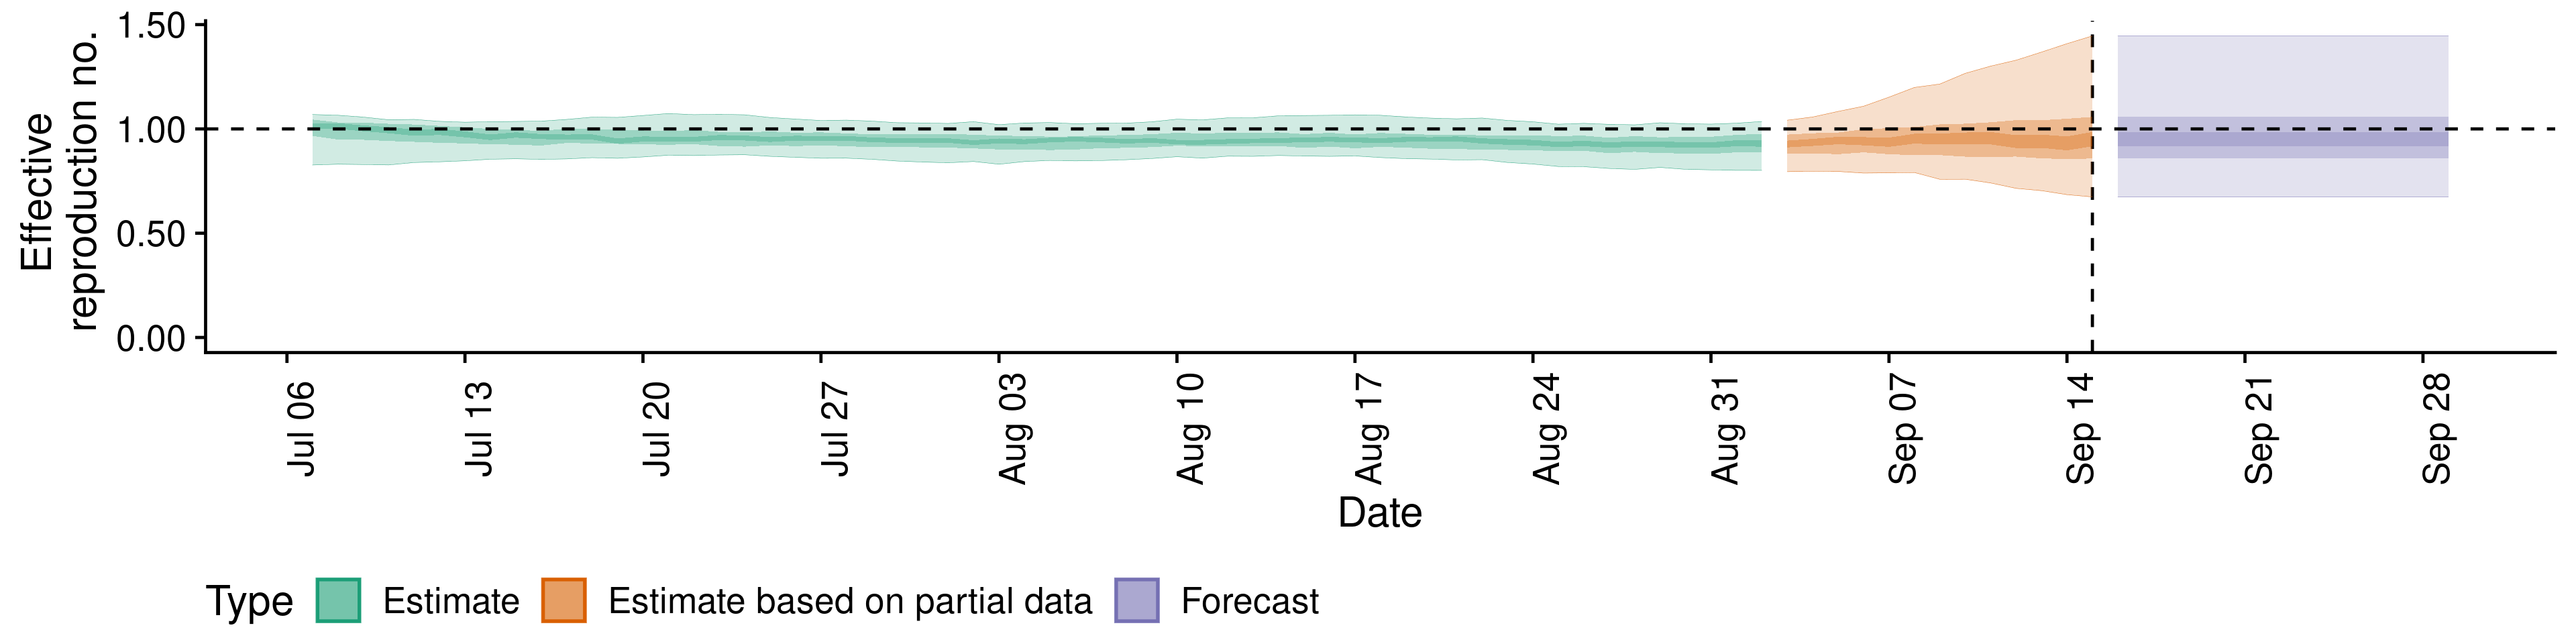 Effective
reproduction no.
1.50
1.00
0.50
0.00
Jul 06
Jul 13
Jul 20
Jul 27
Aug 03
Aug 10
Aug 17
Aug 24
Aug 31
Sep 07
Sep 14
Sep 21
Sep 28
Date
Type Estimate Estimate based on partial data Forecast